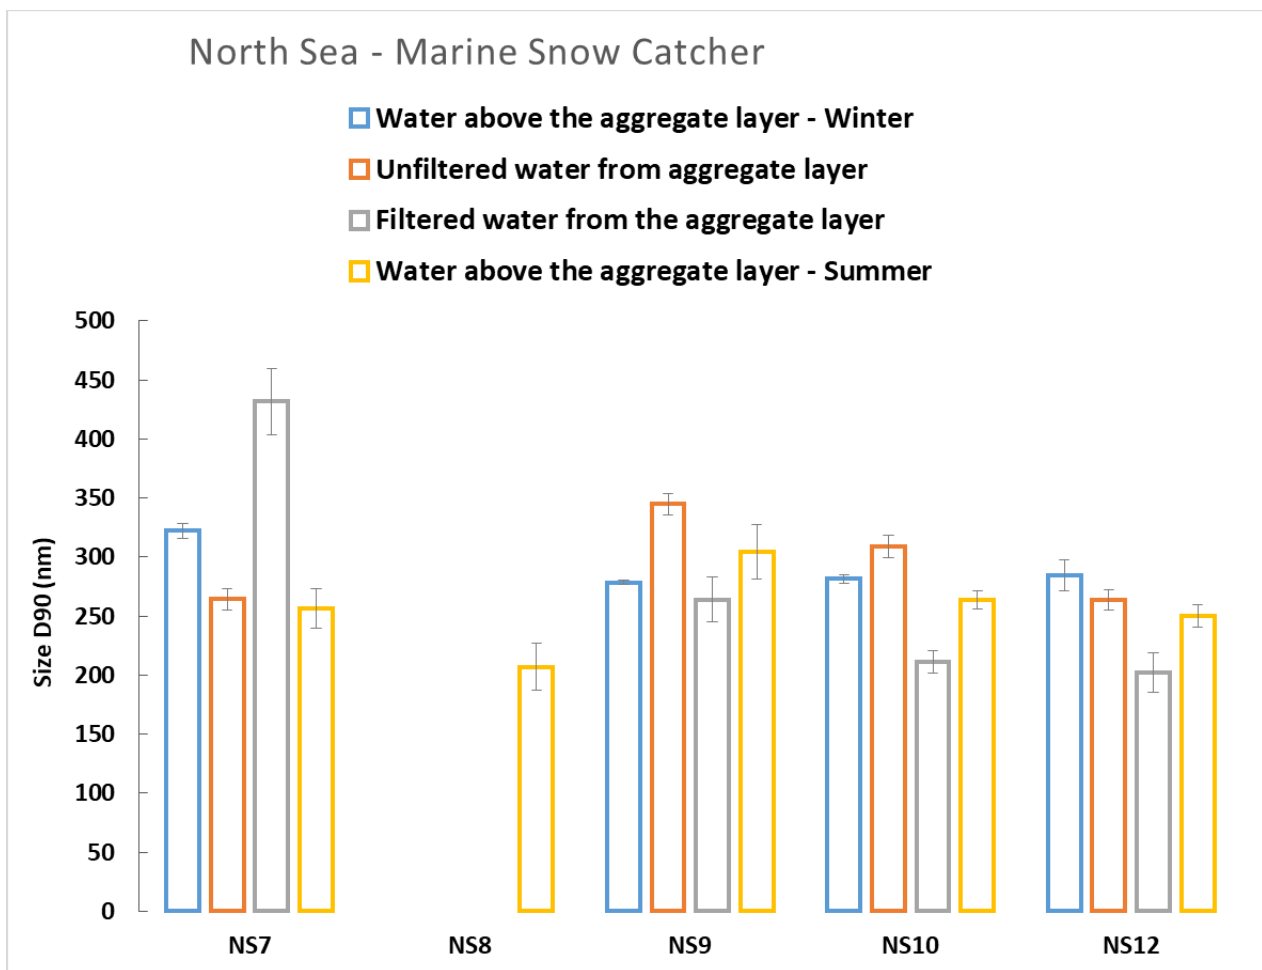 North Sea - Marine Snow Catcher
Water above the aggregate layer - Winter
Unfiltered water from aggregate layer
Filtered water from the aggregate layer
Water above the aggregate layer - Summer
500
450
400
350
300
250
200
150
100
50
0
Size D90 (nm)
NS7 NS8 NS9 NS10 NS12